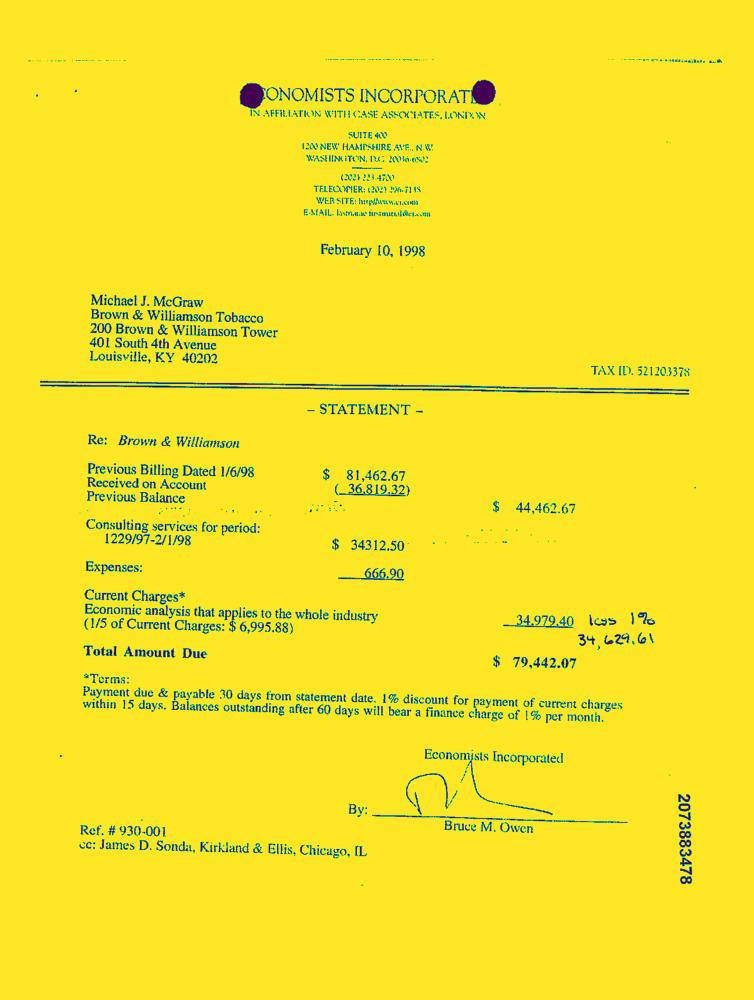 ECONOMISTS INCORPORATED
IN AFFILIATION WITH CASE ASSOCIATES, LONDON
SUITE 400
1200 NEW HAMPSHIRE AVE., N.W.
WASHINGTON, D.C. 20036-6802
(202) 223-4700
TELECOPIER: (202) 296-7138
WEB SITE:
E-MAIL:
February 10, 1998
Michael J. McGraw
Brown & Williamson Tobacco
200 Brown & Williamson Tower
401 South 4th Avenue
Louisville, KY 40202
TAX ID. 521203378
– STATEMENT –
Re: Brown & Williamson
Previous Billing Dated 1/6/98 $ 81,462.67
Received on Account ( 36,819.32)
Previous Balance $ 44,462.67
Consulting services for period:
1229/97-2/1/98 $ 34312.50
Expenses: 666.90
Current Charges*
Economic analysis that applies to the whole industry
(1/5 of Current Charges: $ 6,995.88) 34,979.40 less 1%
34,629.61
Total Amount Due $ 79,442.07
*Terms:
Payment due & payable 30 days from statement date. 1% discount for payment of current charges
within 15 days. Balances outstanding after 60 days will bear a finance charge of 1% per month.
Economists Incorporated
By:
Bruce M. Owen
Ref. # 930-001
cc: James D. Sonda, Kirkland & Ellis, Chicago, IL
2073883478